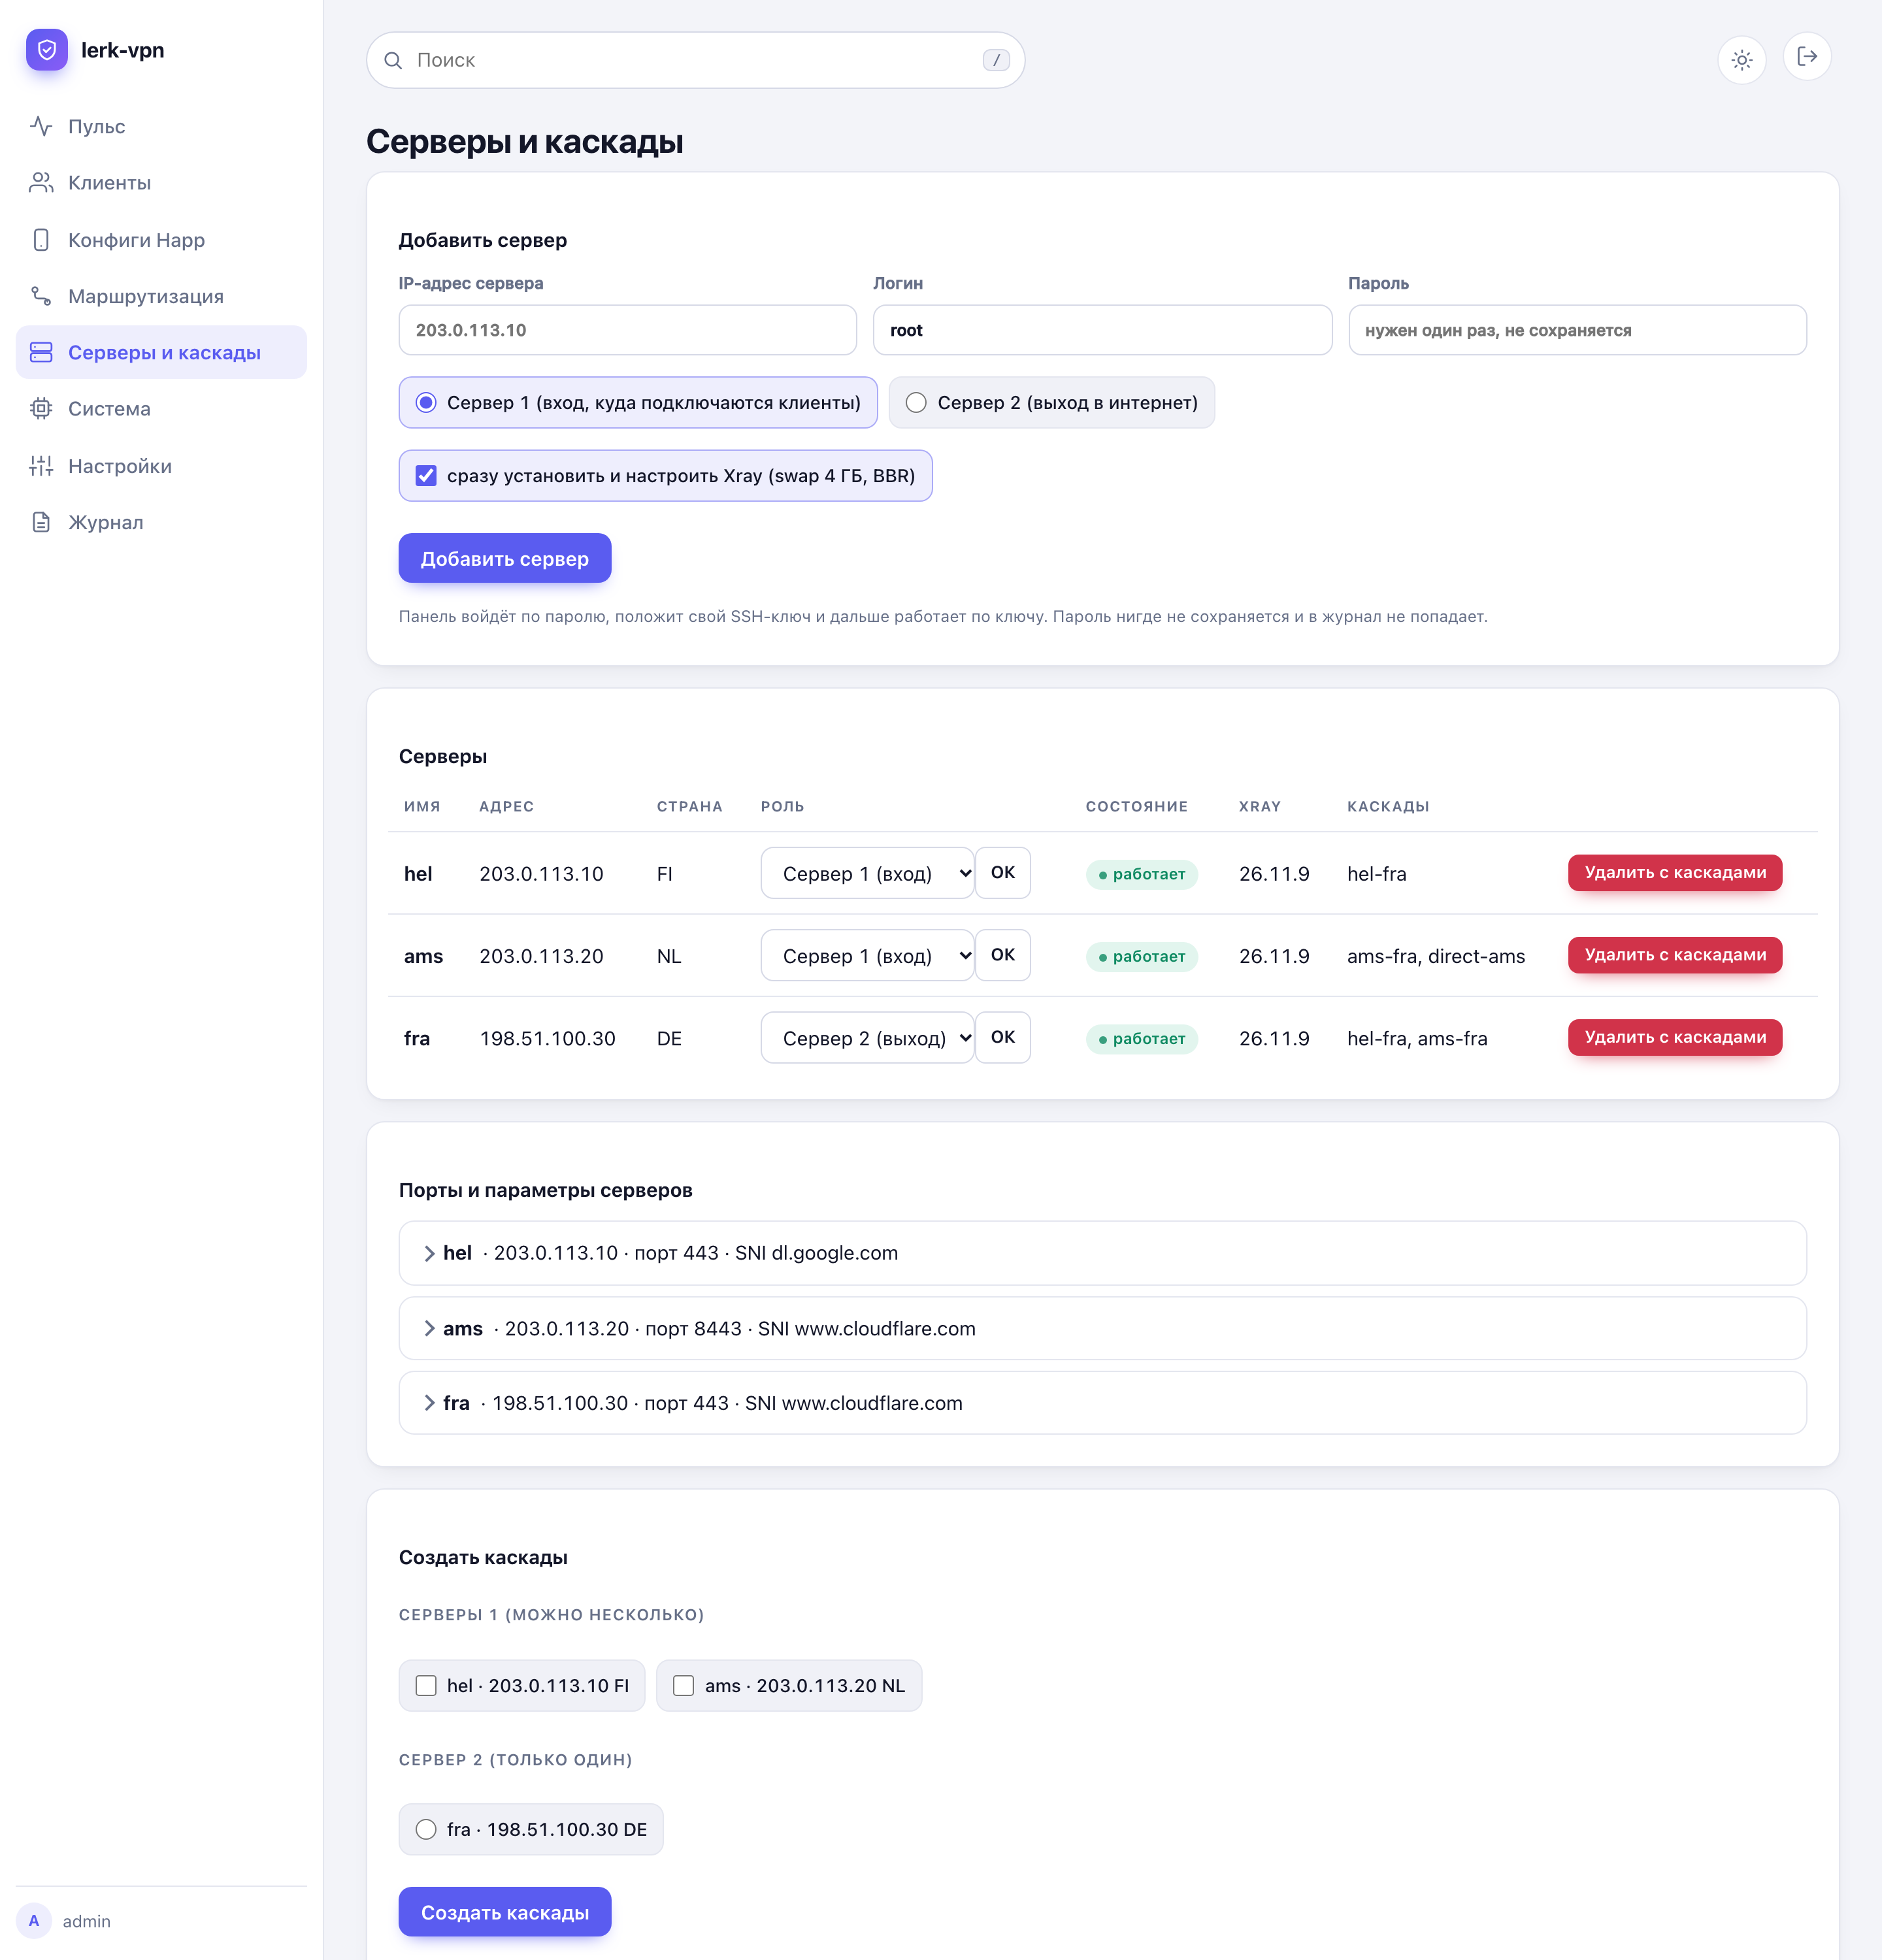 lerk-vpn
Поиск /
Пульс
Клиенты
Конфиги Happ
Маршрутизация
Серверы и каскады
Система
Настройки
Журнал
A admin
Серверы и каскады
Добавить сервер
IP-адрес сервера Логин Пароль
203.0.113.10 root нужен один раз, не сохраняется
Сервер 1 (вход, куда подключаются клиенты) Сервер 2 (выход в интернет)
сразу установить и настроить Xray (swap 4 ГБ, BBR)
Добавить сервер
Панель войдёт по паролю, положит свой SSH-ключ и дальше работает по ключу. Пароль нигде не сохраняется и в журнал не попадает.
Серверы
ИМЯ АДРЕС СТРАНА РОЛЬ СОСТОЯНИЕ XRAY КАСКАДЫ
hel 203.0.113.10 FI Сервер 1 (вход) ОК работает 26.11.9 hel-fra Удалить с каскадами
ams 203.0.113.20 NL Сервер 1 (вход) ОК работает 26.11.9 ams-fra, direct-ams Удалить с каскадами
fra 198.51.100.30 DE Сервер 2 (выход) ОК работает 26.11.9 hel-fra, ams-fra Удалить с каскадами
Порты и параметры серверов
hel · 203.0.113.10 · порт 443 · SNI dl.google.com
ams · 203.0.113.20 · порт 8443 · SNI www.cloudflare.com
fra · 198.51.100.30 · порт 443 · SNI www.cloudflare.com
Создать каскады
СЕРВЕРЫ 1 (МОЖНО НЕСКОЛЬКО)
hel · 203.0.113.10 FI ams · 203.0.113.20 NL
СЕРВЕР 2 (ТОЛЬКО ОДИН)
fra · 198.51.100.30 DE
Создать каскады